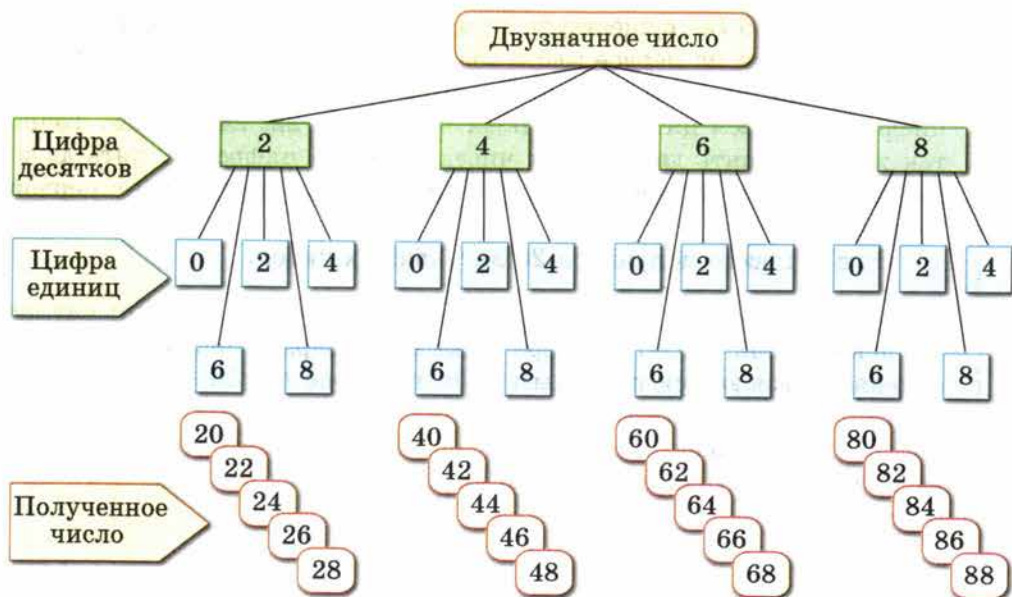 Двузначное число
Цифра
десятков
2 4 6 8
Цифра
единиц
0 2 4 0 2 4 0 2 4 0 2 4
6 8 6 8 6 8 6 8
Полученное
число
20 40 60 80
22 42 62 82
24 44 64 84
26 46 66 86
28 48 68 88